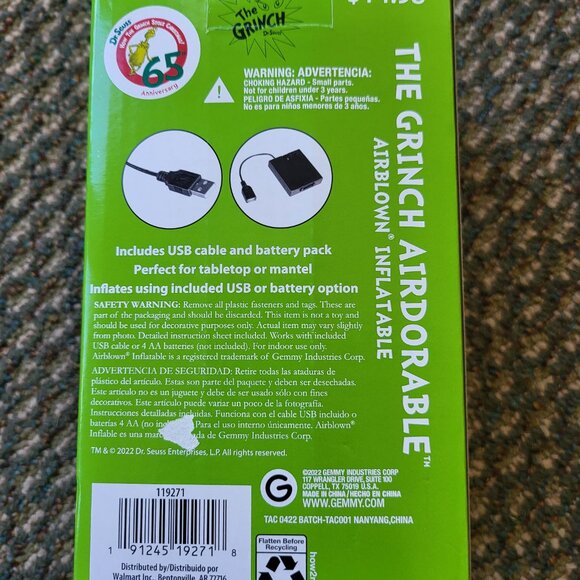 Dr. Seuss
HOW THE GRINCH STOLE CHRISTMAS!
65
Anniversary
The
GRINCH
Dr. Seuss
WARNING: ADVERTENCIA:
CHOKING HAZARD - Small parts.
Not for children under 3 years.
PELIGRO DE ASFIXIA - Partes pequeñas.
No es para niños menores de 3 años.
THE GRINCH AIRDORABLE™
AIRBLOWN® INFLATABLE
Includes USB cable and battery pack
Perfect for tabletop or mantel
Inflates using included USB or battery option
SAFETY WARNING: Remove all plastic fasteners and tags. These are
part of the packaging and should be discarded. This item is not a toy and
should be used for decorative purposes only. Actual item may vary slightly
from photo. Detailed instruction sheet included. Works with included
USB cable or 4 AA batteries (not included). For indoor use only.
Airblown® Inflatable is a registered trademark of Gemmy Industries Corp.
ADVERTENCIA DE SEGURIDAD: Retire todas las ataduras de
plástico del artículo. Estas son parte del paquete y deben ser desechadas.
Este artículo no es un juguete y debe de ser usado sólo con fines
decorativos. Este artículo puede variar un poco de la fotografía.
Instrucciones detalladas Funciona con el cable USB incluido o
baterías 4 AA (no Para el uso interno únicamente. Airblown®
Inflable es una de Gemmy Industries Corp.
TM & © 2022 Dr. Seuss Enterprises, L.P. All rights reserved.
G
©2022 GEMMY INDUSTRIES CORP
117 WRANGLER DRIVE, SUITE 100
COPPELL, TX 75019 U.S.A.
MADE IN CHINA / HECHO EN CHINA
WWW.GEMMY.COM
TAC 0422 BATCH-TAC001 NANYANG,CHINA
119271
1 91245 19271 8
Distributed by/Distribuido por
Walmart Inc., Bentonville, AR 72716
Flatten Before
Recycling